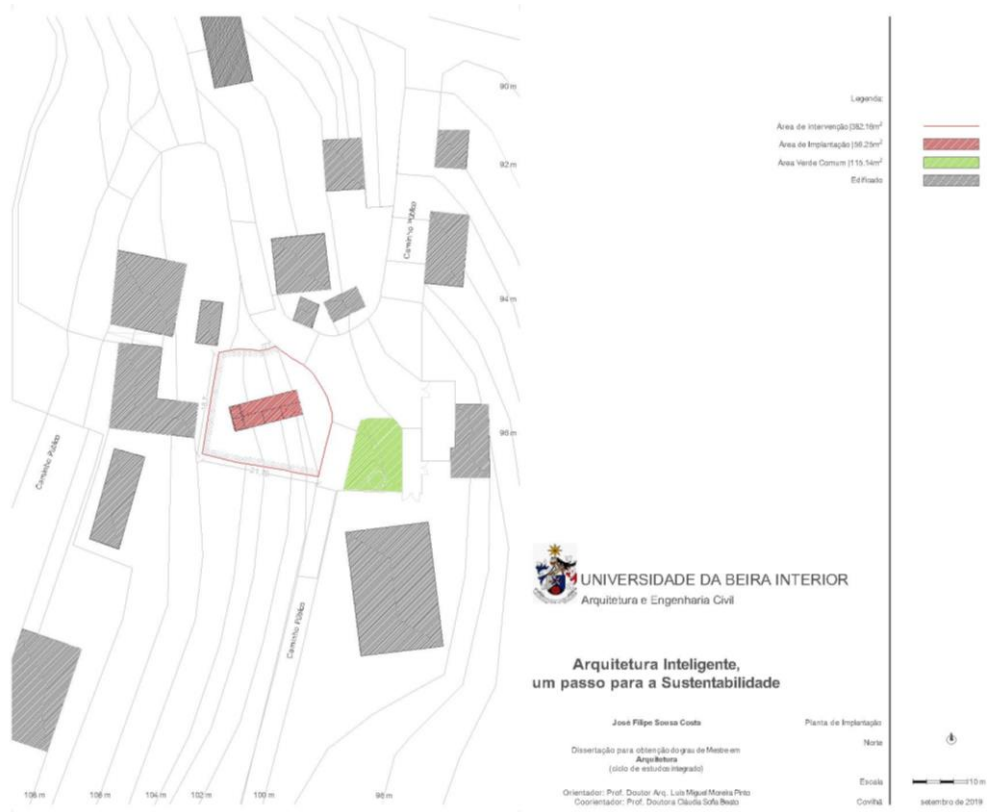 90 m
92 m
94 m
96 m
Caminho Público
Caminho Público
Caminho Público
108 m
106 m
104 m
102 m
100 m
98 m
Legenda:
Área de Intervenção |382.16m²
Área de Implantação |56.25m²
Área Verde Comum |115.14m²
Edificado
UNIVERSIDADE DA BEIRA INTERIOR
Arquitetura e Engenharia Civil
Arquitetura Inteligente,
um passo para a Sustentabilidade
José Filipe Sousa Couto
Dissertação para obtenção do grau de Mestre em
Arquitetura
(ciclo de estudos integrado)
Orientador: Prof. Doutor Arq. Luís Miguel Moreira Pinto
Coorientador: Prof. Doutora Cláudia Sofia Beato
Planta de Implantação
Norte
Escala
10 m
Covilhã
setembro de 2019